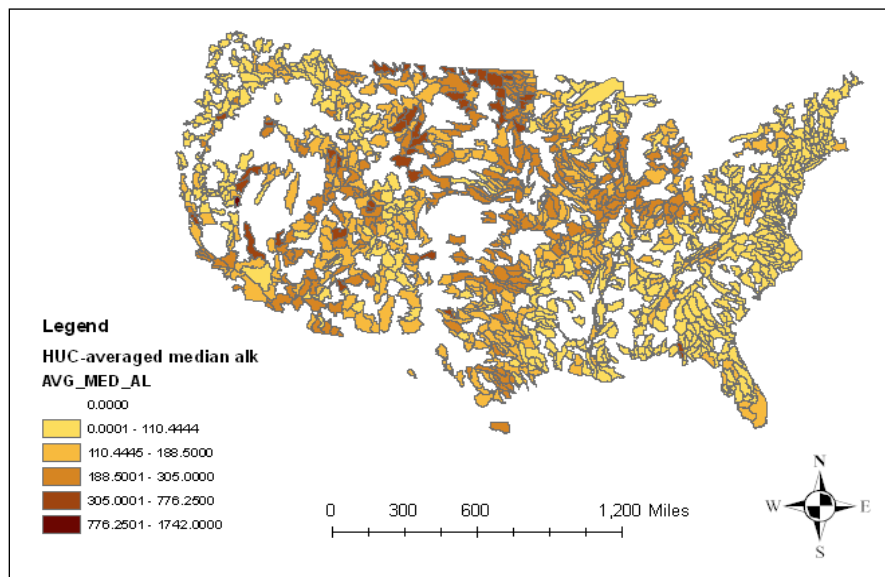 Legend
HUC-averaged median alk
AVG_MED_AL
0.0000
0.0001 - 110.4444
110.4445 - 188.5000
188.5001 - 305.0000
305.0001 - 776.2500
776.2501 - 1742.0000
0 300 600 1,200 Miles
N
W E
S